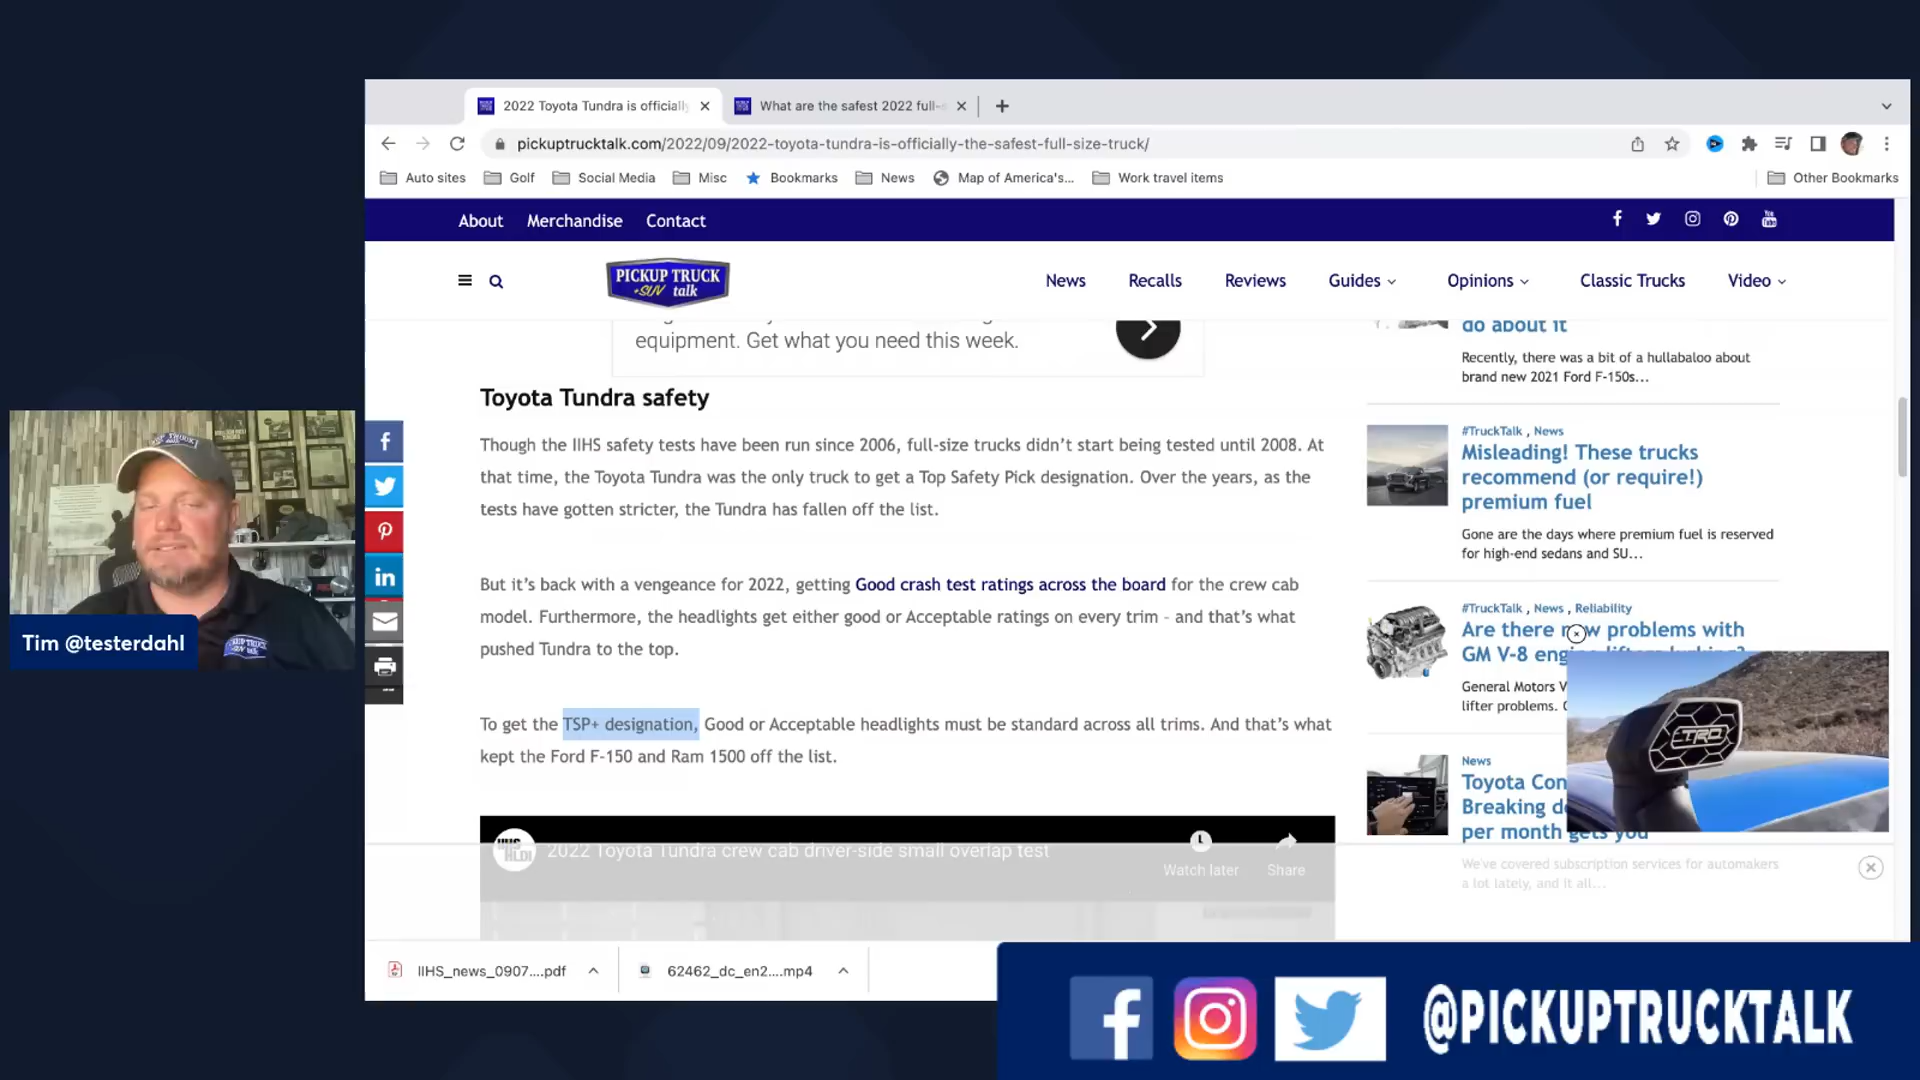 2022 Toyota Tundra is officially
What are the safest 2022 full-s
pickuptrucktalk.com/2022/09/2022-toyota-tundra-is-officially-the-safest-full-size-truck/
Auto sites
Golf
Social Media
Misc
Bookmarks
News
Map of America's...
Work travel items
Other Bookmarks
About
Merchandise
Contact
PICKUP TRUCK
+SUV talk
News
Recalls
Reviews
Guides
Opinions
Classic Trucks
Video
equipment. Get what you need this week.
Toyota Tundra safety
Though the IIHS safety tests have been run since 2006, full-size trucks didn't start being tested until 2008. At
that time, the Toyota Tundra was the only truck to get a Top Safety Pick designation. Over the years, as the
tests have gotten stricter, the Tundra has fallen off the list.
But it's back with a vengeance for 2022, getting Good crash test ratings across the board for the crew cab
model. Furthermore, the headlights get either good or Acceptable ratings on every trim – and that's what
pushed Tundra to the top.
To get the TSP+ designation, Good or Acceptable headlights must be standard across all trims. And that's what
kept the Ford F-150 and Ram 1500 off the list.
IIHS
HLDI
2022 Toyota Tundra crew cab driver-side small overlap test
Watch later
Share
do about it
Recently, there was a bit of a hullabaloo about
brand new 2021 Ford F-150s...
#TruckTalk , News
Misleading! These trucks
recommend (or require!)
premium fuel
Gone are the days where premium fuel is reserved
for high-end sedans and SU...
#TruckTalk , News , Reliability
Are there new problems with
GM V-8 engine lifters lurking?
General Motors V
lifter problems.
News
Toyota Con
Breaking d
per month gets you
We've covered subscription services for automakers
a lot lately, and it all...
TRD
Tim @testerdahl
IIHS_news_0907....pdf
62462_dc_en2....mp4
@PICKUPTRUCKTALK